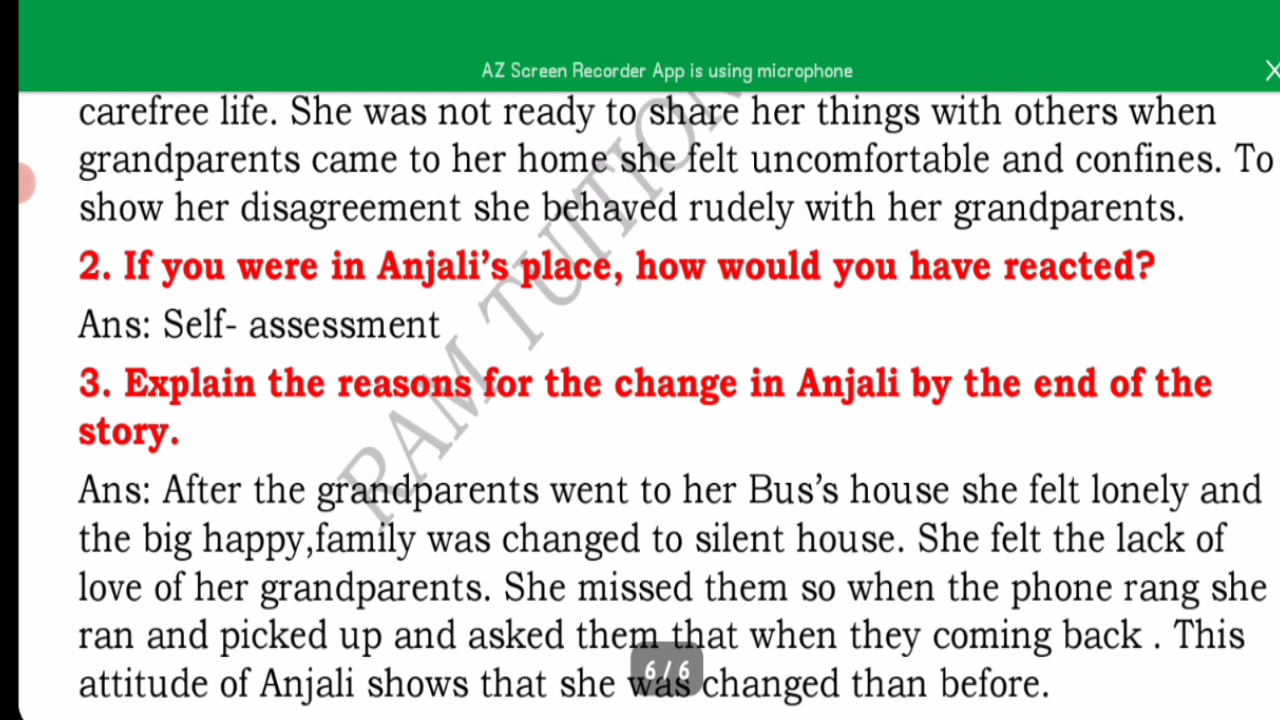 AZ Screen Recorder App is using microphone
carefree life. She was not ready to share her things with others when
grandparents came to her home she felt uncomfortable and confines. To
show her disagreement she behaved rudely with her grandparents.
2. If you were in Anjali's place, how would you have reacted?
Ans: Self- assessment
3. Explain the reasons for the change in Anjali by the end of the
story.
Ans: After the grandparents went to her Bus's house she felt lonely and
the big happy,family was changed to silent house. She felt the lack of
love of her grandparents. She missed them so when the phone rang she
ran and picked up and asked them that when they coming back . This
attitude of Anjali shows that she was changed than before.
6 / 6
RAM TUITION